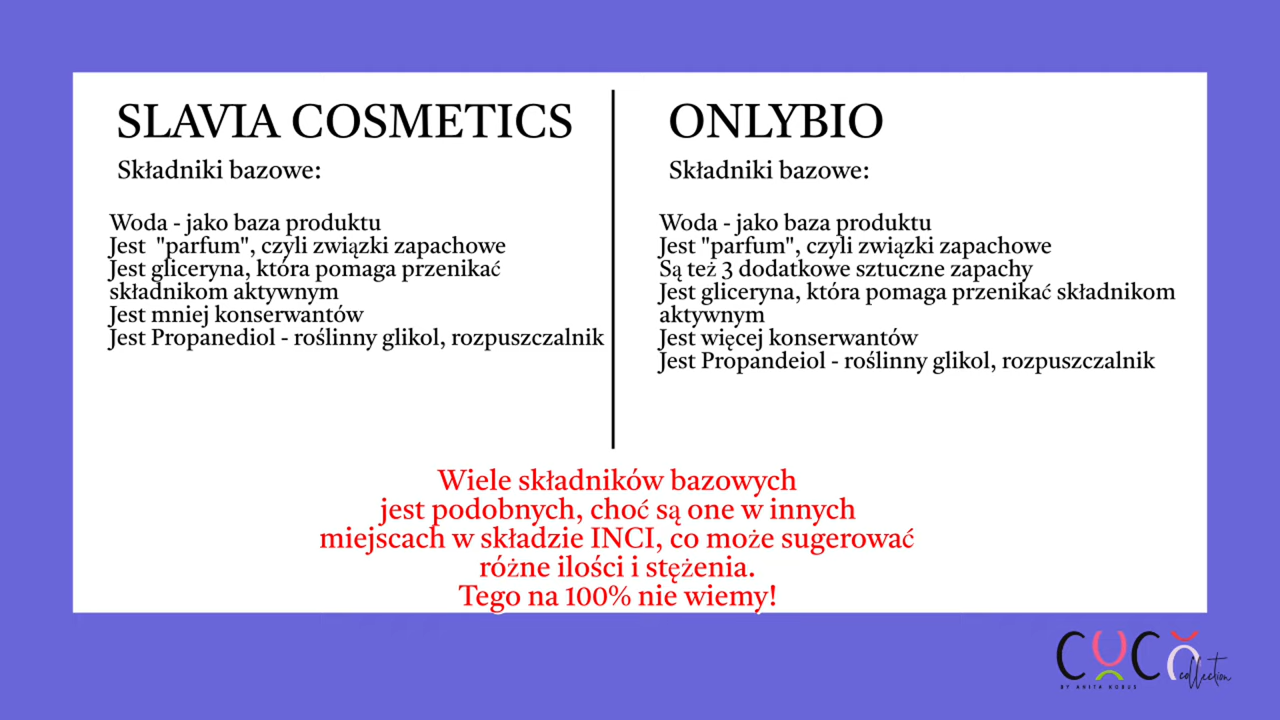 SLAVIA COSMETICS
Składniki bazowe:
Woda - jako baza produktu
Jest "parfum", czyli związki zapachowe
Jest gliceryna, która pomaga przenikać
składnikom aktywnym
Jest mniej konserwantów
Jest Propanediol - roślinny glikol, rozpuszczalnik
ONLYBIO
Składniki bazowe:
Woda - jako baza produktu
Jest "parfum", czyli związki zapachowe
Są też 3 dodatkowe sztuczne zapachy
Jest gliceryna, która pomaga przenikać składnikom
aktywnym
Jest więcej konserwantów
Jest Propandeiol - roślinny glikol, rozpuszczalnik
Wiele składników bazowych
jest podobnych, choć są one w innych
miejscach w składzie INCI, co może sugerować
różne ilości i stężenia.
Tego na 100% nie wiemy!
CUCO
collection
BY ANITA KOBUS